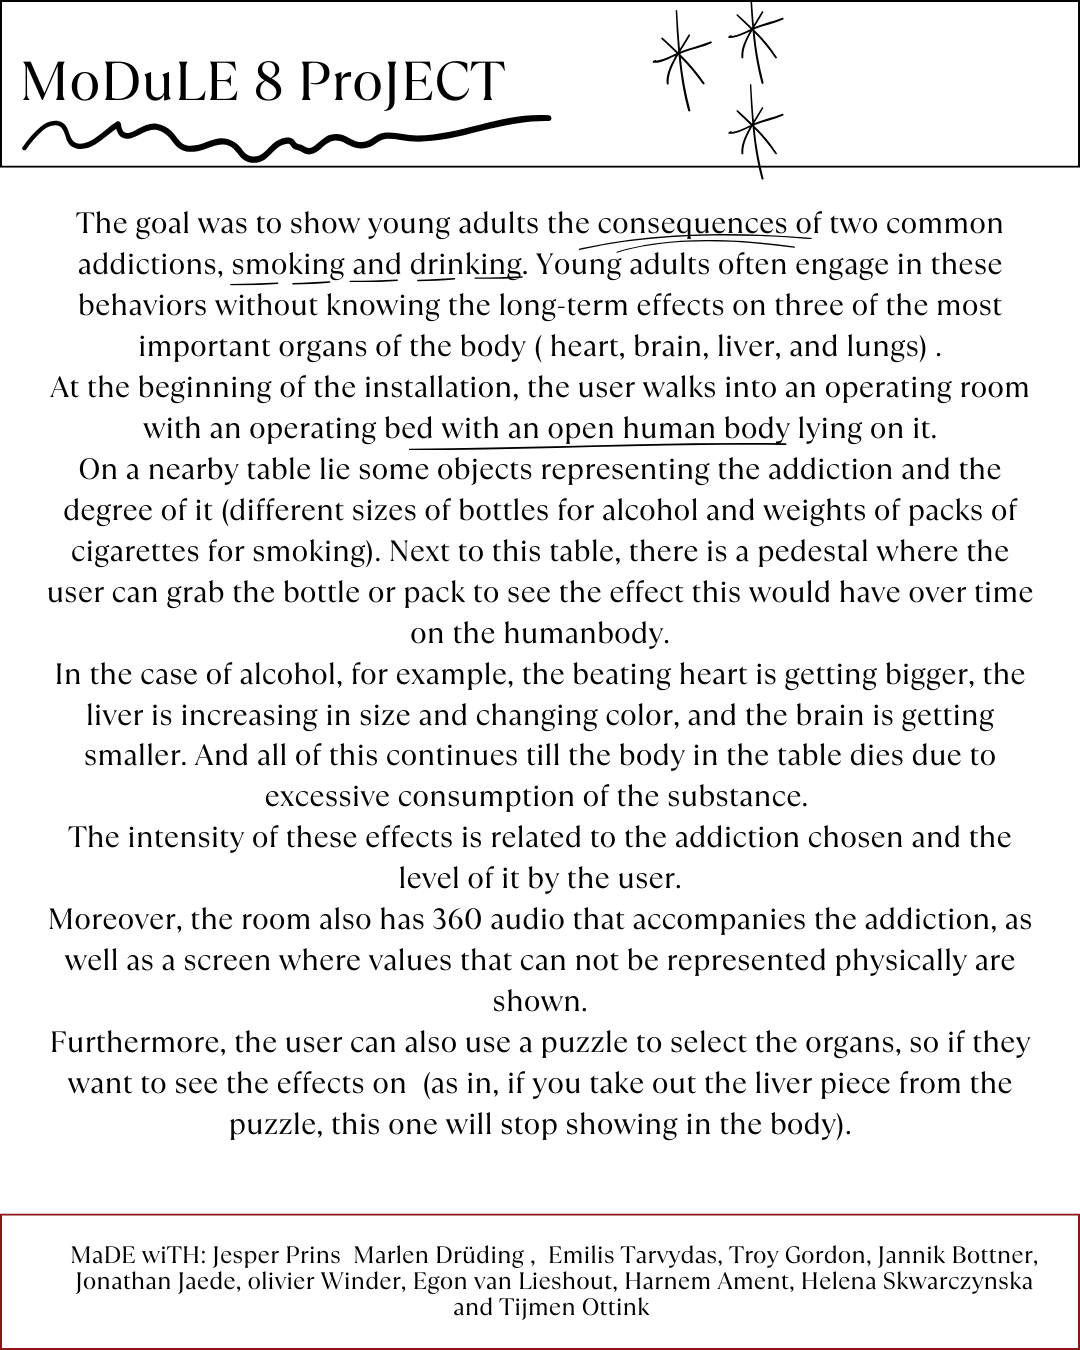 MoDuLE 8 ProJECT
The goal was to show young adults the consequences of two common
addictions, smoking and drinking. Young adults often engage in these
behaviors without knowing the long-term effects on three of the most
important organs of the body ( heart, brain, liver, and lungs) .
At the beginning of the installation, the user walks into an operating room
with an operating bed with an open human body lying on it.
On a nearby table lie some objects representing the addiction and the
degree of it (different sizes of bottles for alcohol and weights of packs of
cigarettes for smoking). Next to this table, there is a pedestal where the
user can grab the bottle or pack to see the effect this would have over time
on the humanbody.
In the case of alcohol, for example, the beating heart is getting bigger, the
liver is increasing in size and changing color, and the brain is getting
smaller. And all of this continues till the body in the table dies due to
excessive consumption of the substance.
The intensity of these effects is related to the addiction chosen and the
level of it by the user.
Moreover, the room also has 360 audio that accompanies the addiction, as
well as a screen where values that can not be represented physically are
shown.
Furthermore, the user can also use a puzzle to select the organs, so if they
want to see the effects on  (as in, if you take out the liver piece from the
puzzle, this one will stop showing in the body).
MaDE wiTH: Jesper Prins  Marlen Drüding ,  Emilis Tarvydas, Troy Gordon, Jannik Bottner,
Jonathan Jaede, olivier Winder, Egon van Lieshout, Harnem Ament, Helena Skwarczynska
and Tijmen Ottink